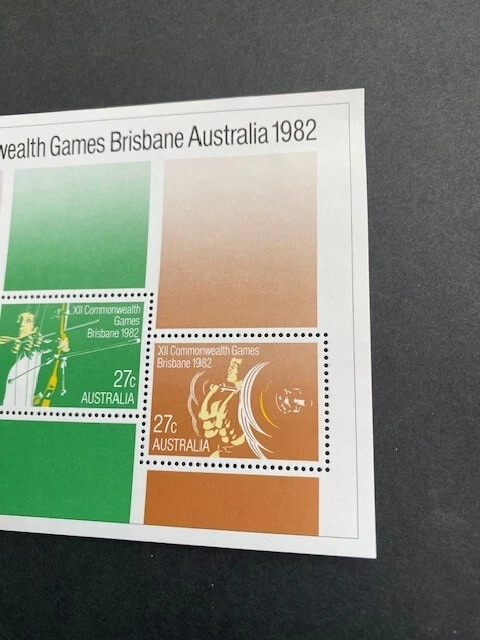 wealth Games Brisbane Australia 1982
XII Commonwealth
Games
Brisbane 1982
27c
AUSTRALIA
XII Commonwealth Games
Brisbane 1982
27c
AUSTRALIA